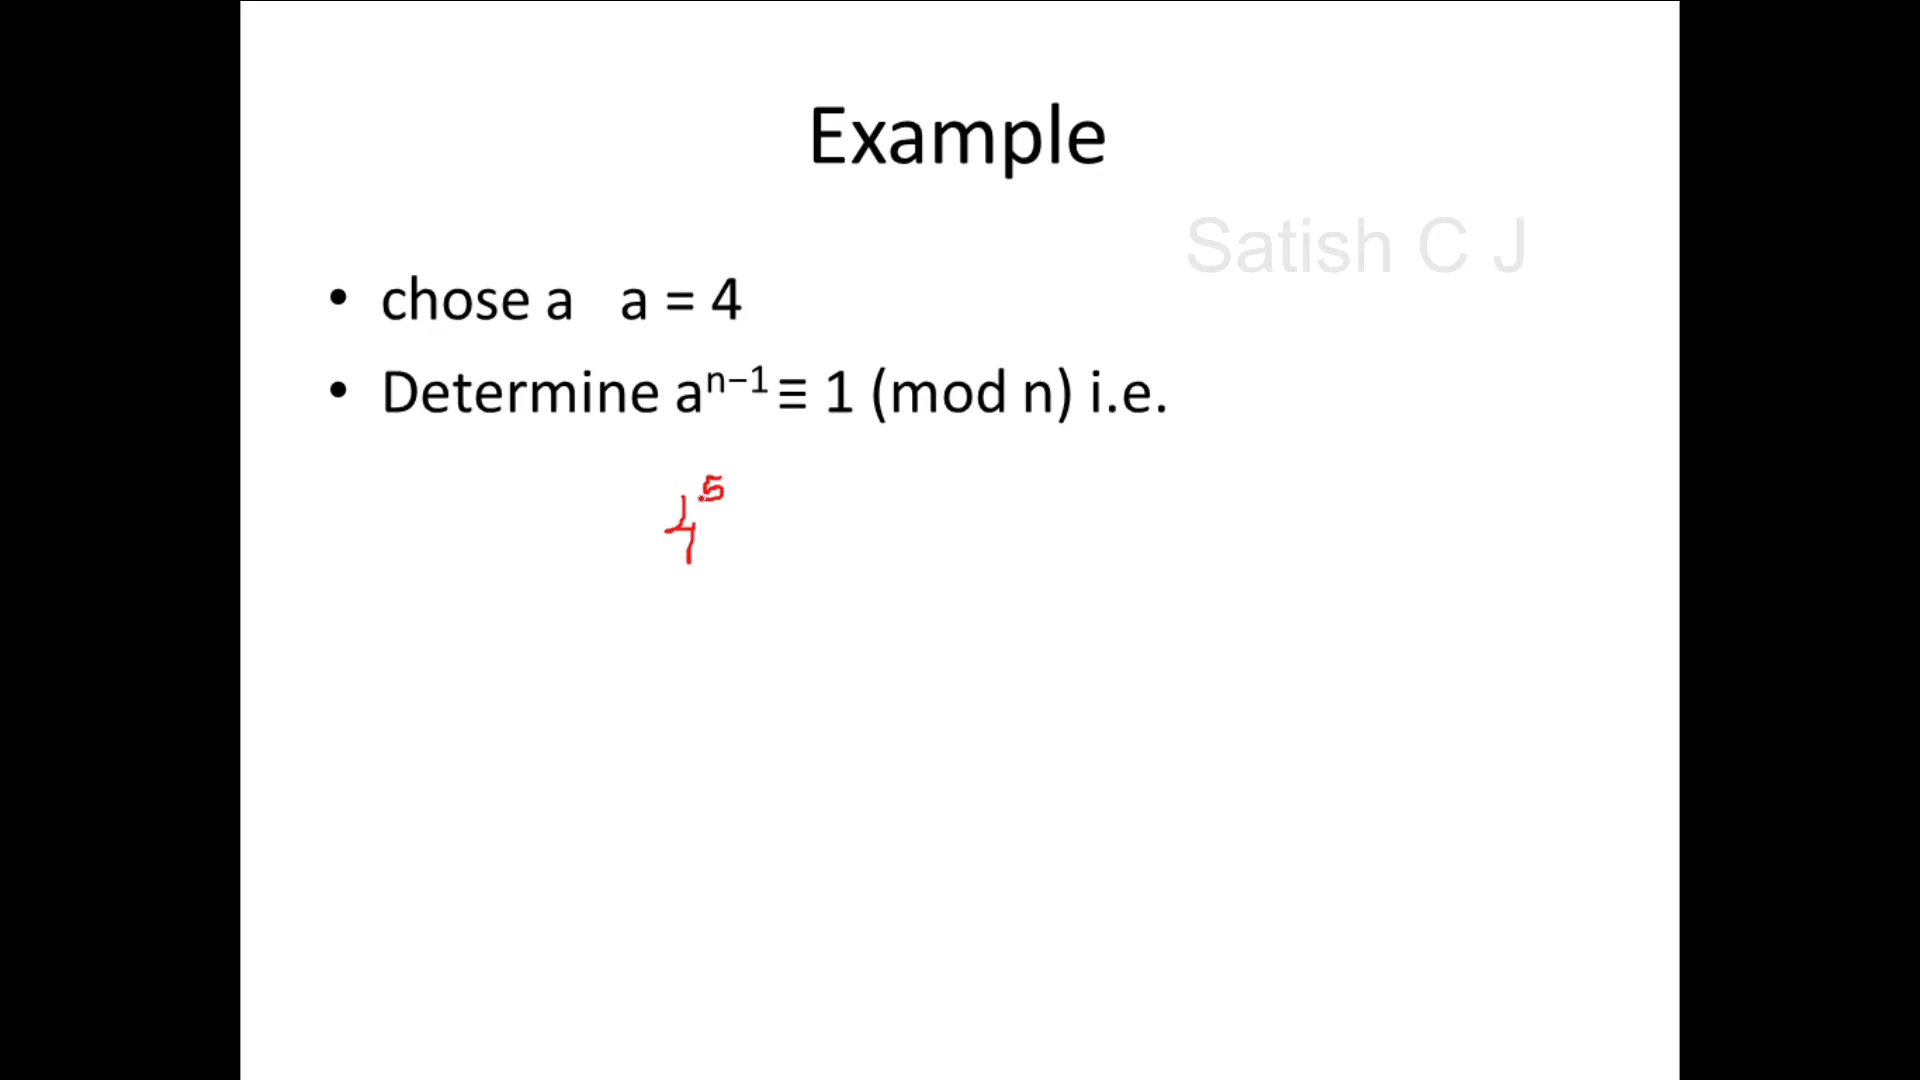 Example
Satish C J
• chose a a = 4
• Determine aⁿ⁻¹ ≡ 1 (mod n) i.e.
4⁵